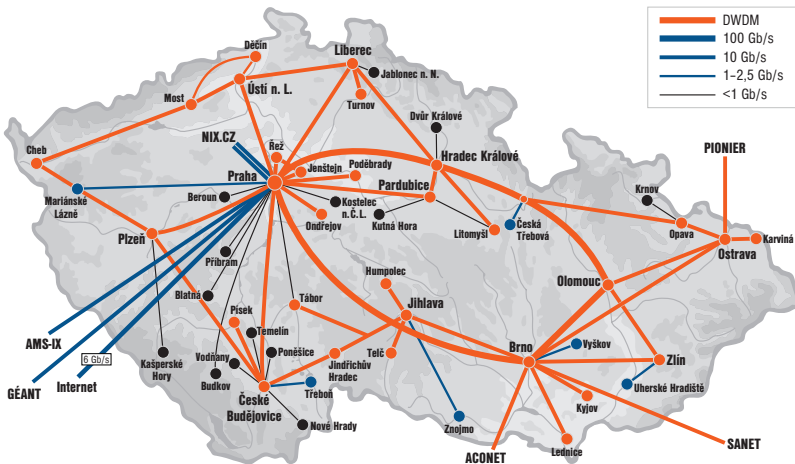 DWDM
100 Gb/s
10 Gb/s
1–2,5 Gb/s
<1 Gb/s
Děčín
Liberec
Jablonec n. N.
Ústí n. L.
Most
Turnov
Dvůr Králové
NIX.CZ
Řež
Cheb
Jenštejn
Poděbrady
Hradec Králové
PIONIER
Praha
Mariánské
Lázně
Beroun
Pardubice
Kostelec
n.Č.L.
Kutná Hora
Krnov
Ondřejov
Litomyšl
Česká
Třebová
Opava
Karviná
Ostrava
Plzeň
Příbram
Humpolec
Olomouc
Blatná
Tábor
Jihlava
Písek
Temelín
AMS-IX
Brno
Vyškov
6 Gb/s
Vodňany
Poněšice
Telč
Zlín
Kašperské
Hory
Jindřichův
Hradec
GÉANT
Internet
Budkov
Třeboň
Uherské Hradiště
České
Budějovice
Kyjov
Nové Hrady
Znojmo
Lednice
SANET
ACONET